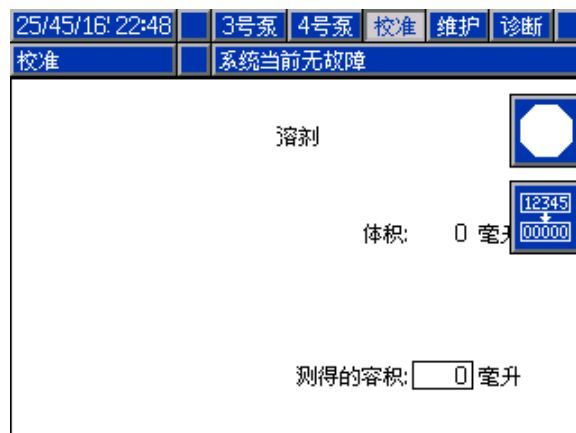 25/45/16! 22:48 3号泵 4号泵 校准 维护 诊断
校准 系统当前无故障
溶剂
12345
体积: 0 毫升
00000
测得的容积: 0 毫升